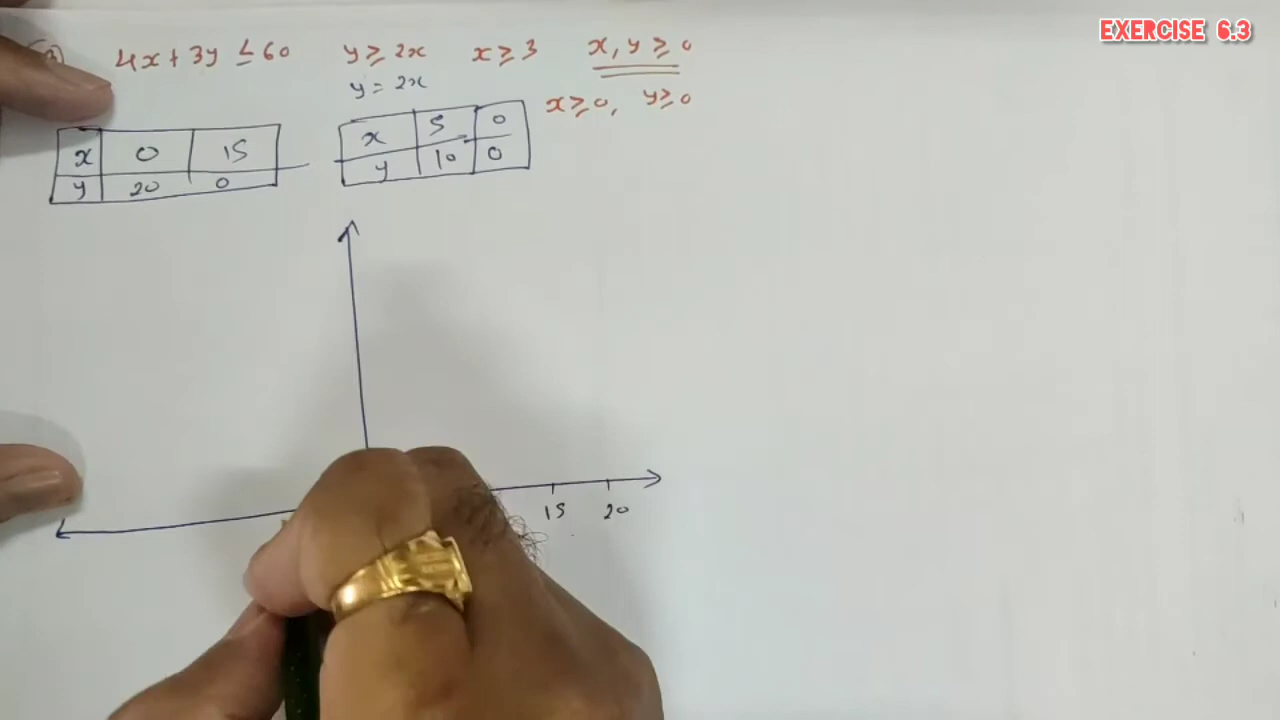 EXERCISE 6.3
4x + 3y ≤ 60 y ≥ 2x x ≥ 3 x, y ≥ 0
y = 2x
x ≥ 0, y ≥ 0
x 0 15
y 20 0
x 5 0
y 10 0
15 20